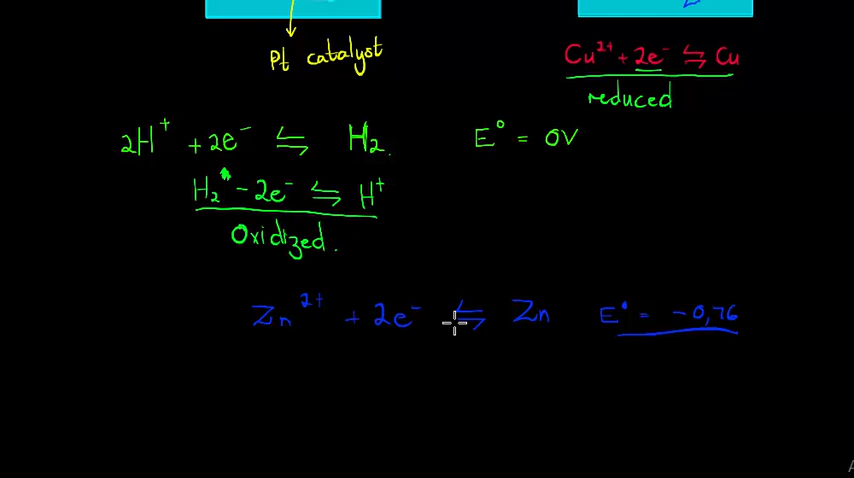 Pt catalyst
Cu²⁺ + 2e⁻ ⇌ Cu
reduced
2H⁺ + 2e⁻ ⇌ H₂.
E° = 0V
H₂ - 2e⁻ ⇌ H⁺
Oxidized.
Zn²⁺ + 2e⁻ ⇌ Zn E° = -0,76